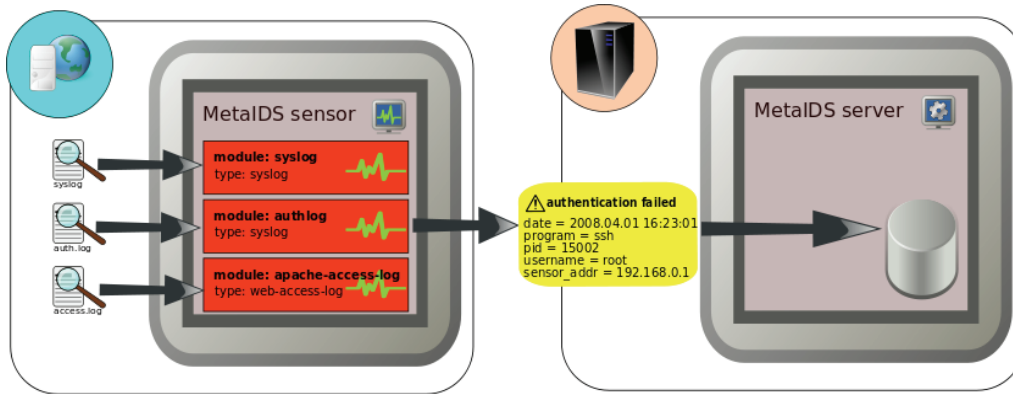 MetaIDS sensor
syslog
module: syslog
type: syslog
auth.log
module: authlog
type: syslog
access.log
module: apache-access-log
type: web-access-log
authentication failed
date = 2008.04.01 16:23:01
program = ssh
pid = 15002
username = root
sensor_addr = 192.168.0.1
MetaIDS server